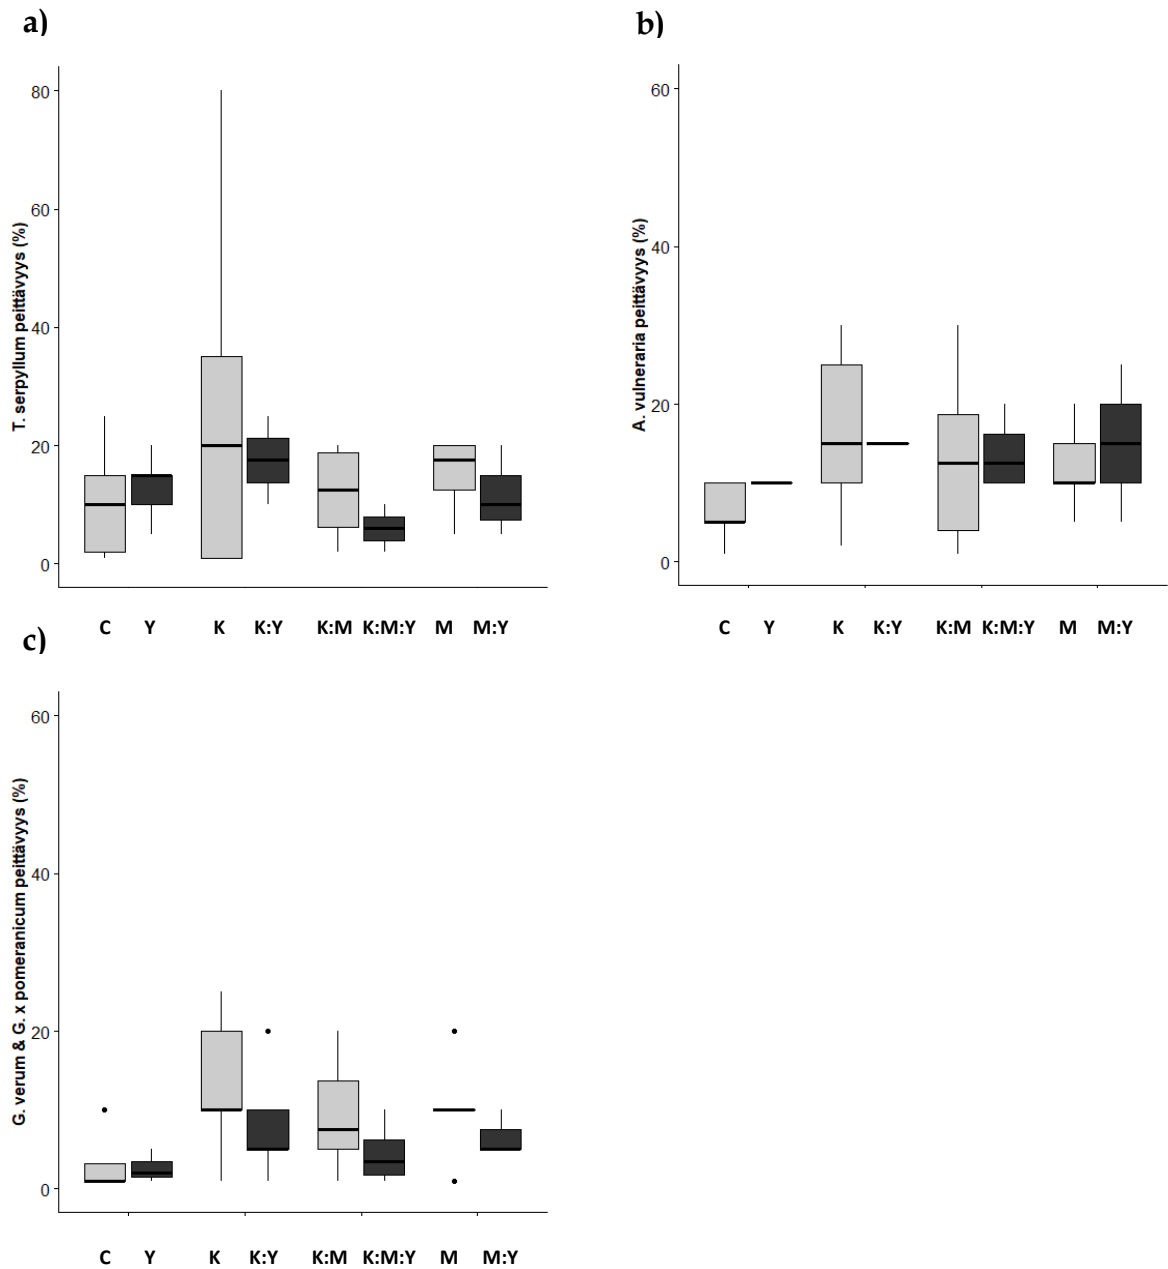 a)
T. serpyllum peittävyys (%)
80
60
40
20
0
C Y K K:Y K:M K:M:Y M M:Y
b)
A. vulneraria peittävyys (%)
60
40
20
0
C Y K K:Y K:M K:M:Y M M:Y
c)
G. verum & G. x pomeranicum peittävyys (%)
60
40
20
0
C Y K K:Y K:M K:M:Y M M:Y